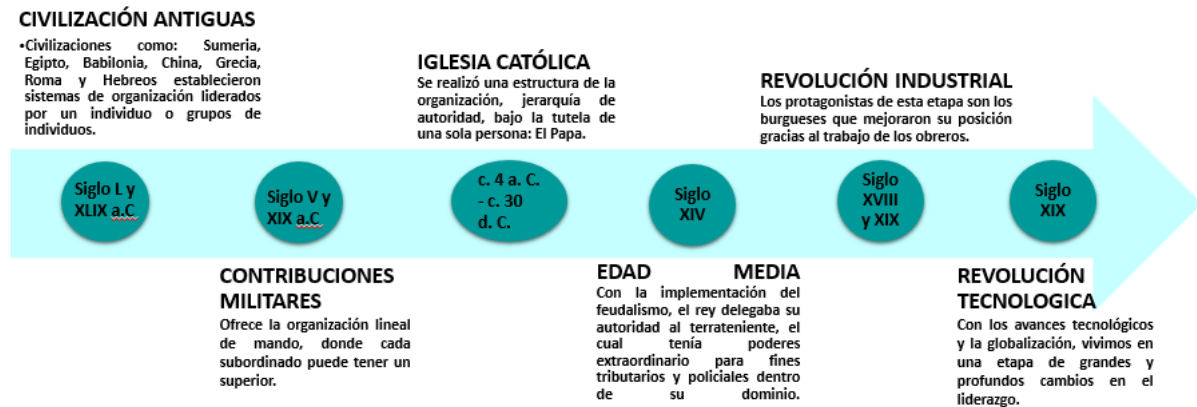 CIVILIZACIÓN ANTIGUAS
•Civilizaciones como: Sumeria,
Egipto, Babilonia, China, Grecia,
Roma y Hebreos establecieron
sistemas de organización liderados
por un individuo o grupos de
individuos.
IGLESIA CATÓLICA
Se realizó una estructura de la
organización, jerarquía de
autoridad, bajo la tutela de
una sola persona: El Papa.
REVOLUCIÓN INDUSTRIAL
Los protagonistas de esta etapa son los
burgueses que mejoraron su posición
gracias al trabajo de los obreros.
Siglo L y
XLIX a.C
Siglo V y
XIX a.C
c. 4 a. C.
- c. 30
d. C.
Siglo
XIV
Siglo
XVIII
y XIX
Siglo
XIX
CONTRIBUCIONES
MILITARES
Ofrece la organización lineal
de mando, donde cada
subordinado puede tener un
superior.
EDAD MEDIA
Con la implementación del
feudalismo, el rey delegaba su
autoridad al terrateniente, el
cual tenía poderes
extraordinario para fines
tributarios y policiales dentro
de su dominio.
REVOLUCIÓN
TECNOLOGICA
Con los avances tecnológicos
y la globalización, vivimos en
una etapa de grandes y
profundos cambios en el
liderazgo.